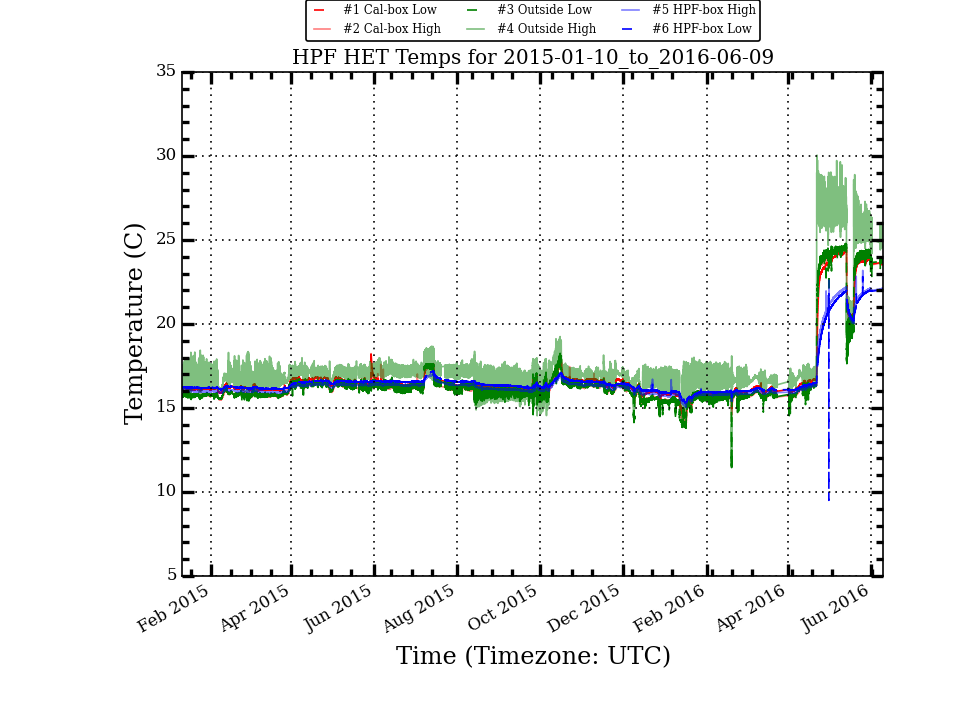 #1 Cal-box Low #3 Outside Low #5 HPF-box High
#2 Cal-box High #4 Outside High #6 HPF-box Low
HPF HET Temps for 2015-01-10_to_2016-06-09
35
30
25
20
15
10
5
Temperature (C)
Feb 2015 Apr 2015 Jun 2015 Aug 2015 Oct 2015 Dec 2015 Feb 2016 Apr 2016 Jun 2016
Time (Timezone: UTC)